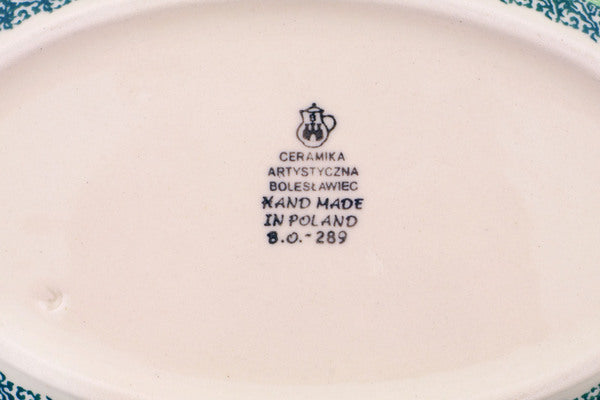 CERAMIKA
ARTYSTYCZNA
BOLESŁAWIEC
HAND MADE
IN POLAND
B.O.-289